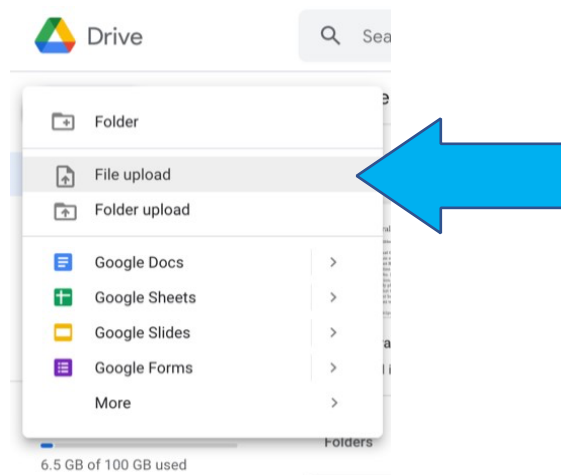 Drive
Sea
Folder
File upload
Folder upload
Google Docs
Google Sheets
Google Slides
Google Forms
More
Folders
6.5 GB of 100 GB used